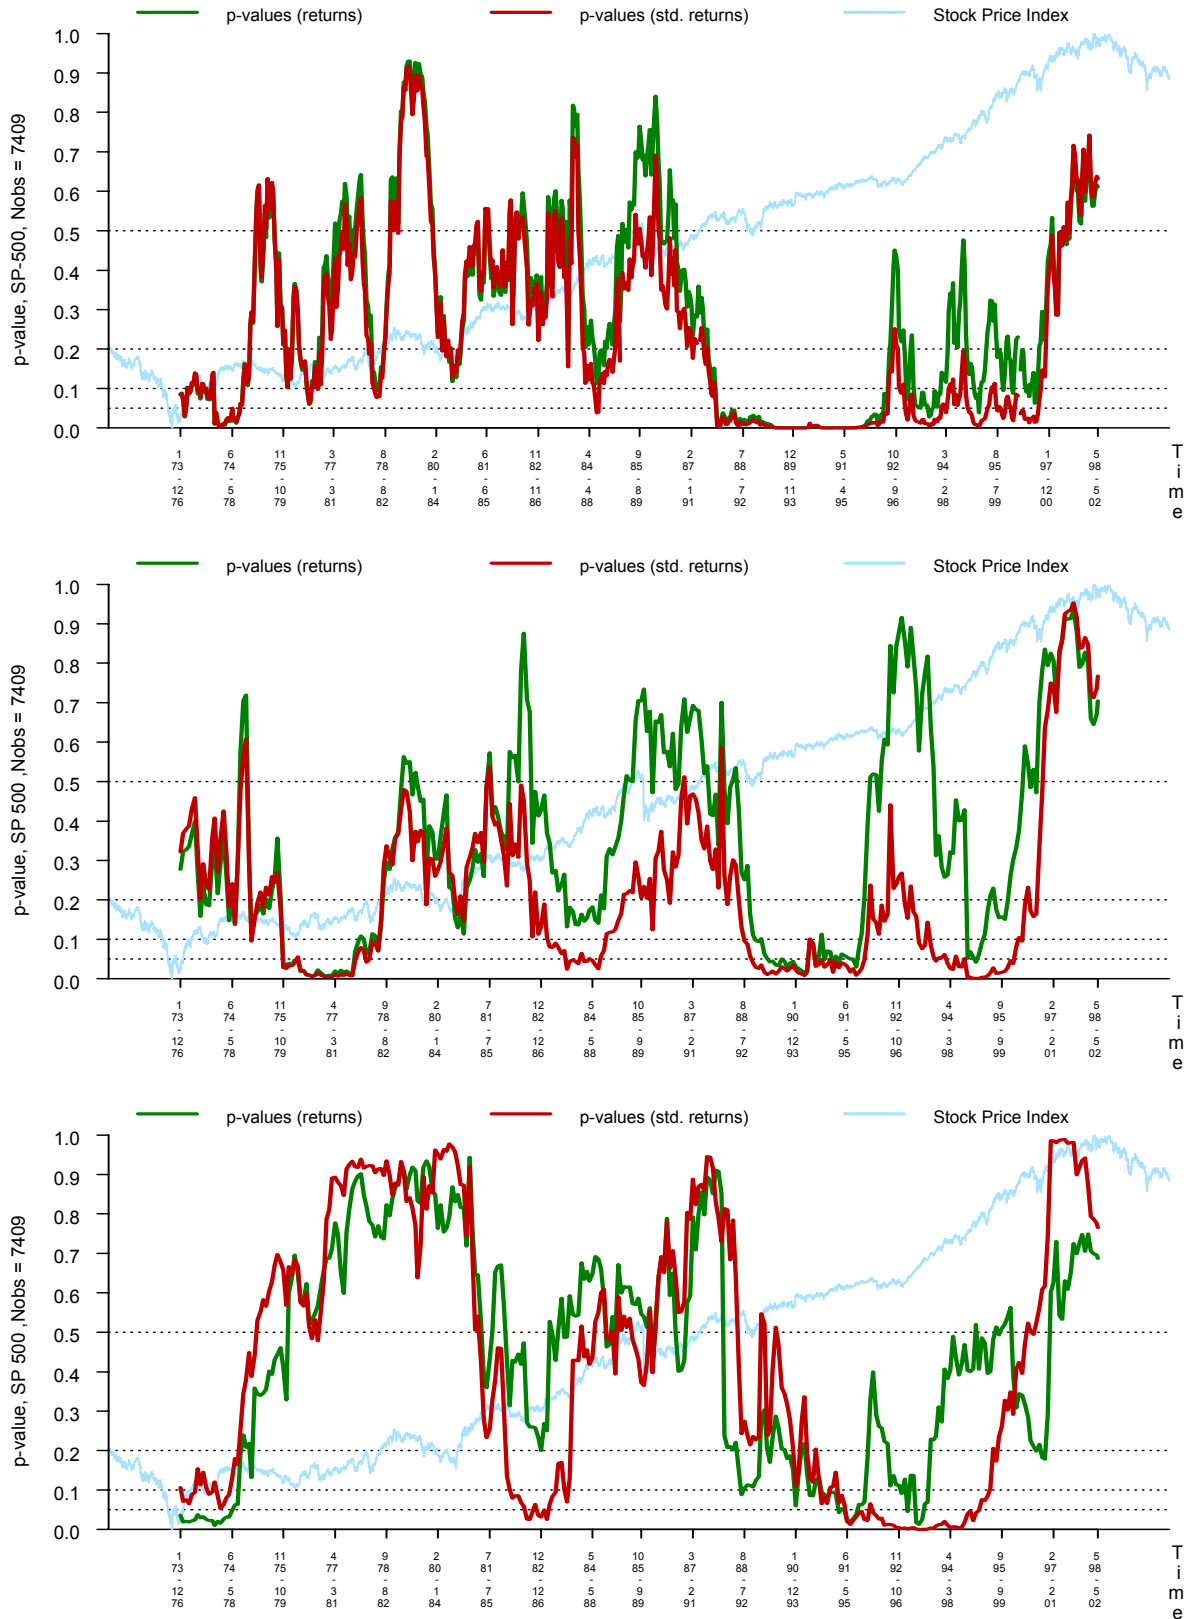 p-values (returns) p-values (std. returns) Stock Price Index
p-value, SP-500, Nobs = 7409
1.0
0.9
0.8
0.7
0.6
0.5
0.4
0.3
0.2
0.1
0.0
1 6 11 3 8 2 6 11 4 9 2 7 12 5 10 3 8 1 5
73 74 75 77 78 80 81 82 84 85 87 88 89 91 92 94 95 97 98
- - - - - - - - - - - - - - - - - - -
12 5 10 3 8 1 6 11 4 8 1 7 11 4 9 2 7 12 5
76 78 79 81 82 84 85 86 88 89 91 92 93 95 96 98 99 00 02
Time
p-values (returns) p-values (std. returns) Stock Price Index
p-value, SP 500 ,Nobs = 7409
1.0
0.9
0.8
0.7
0.6
0.5
0.4
0.3
0.2
0.1
0.0
1 6 11 4 9 2 7 12 5 10 3 8 1 6 11 4 9 2 5
73 74 75 77 78 80 81 82 84 85 87 88 90 91 92 94 95 97 98
- - - - - - - - - - - - - - - - - - -
12 5 10 3 8 1 7 12 5 9 2 7 12 5 10 3 9 2 5
76 78 79 81 82 84 85 86 88 89 91 92 93 95 96 98 99 01 02
Time
p-values (returns) p-values (std. returns) Stock Price Index
p-value, SP 500 ,Nobs = 7409
1.0
0.9
0.8
0.7
0.6
0.5
0.4
0.3
0.2
0.1
0.0
1 6 11 4 9 2 7 12 5 10 3 8 1 6 11 4 9 2 5
73 74 75 77 78 80 81 82 84 85 87 88 90 91 92 94 95 97 98
- - - - - - - - - - - - - - - - - - -
12 5 10 3 8 1 7 12 5 9 2 7 12 5 10 3 9 2 5
76 78 79 81 82 84 85 86 88 89 91 92 93 95 96 98 99 01 02
Time